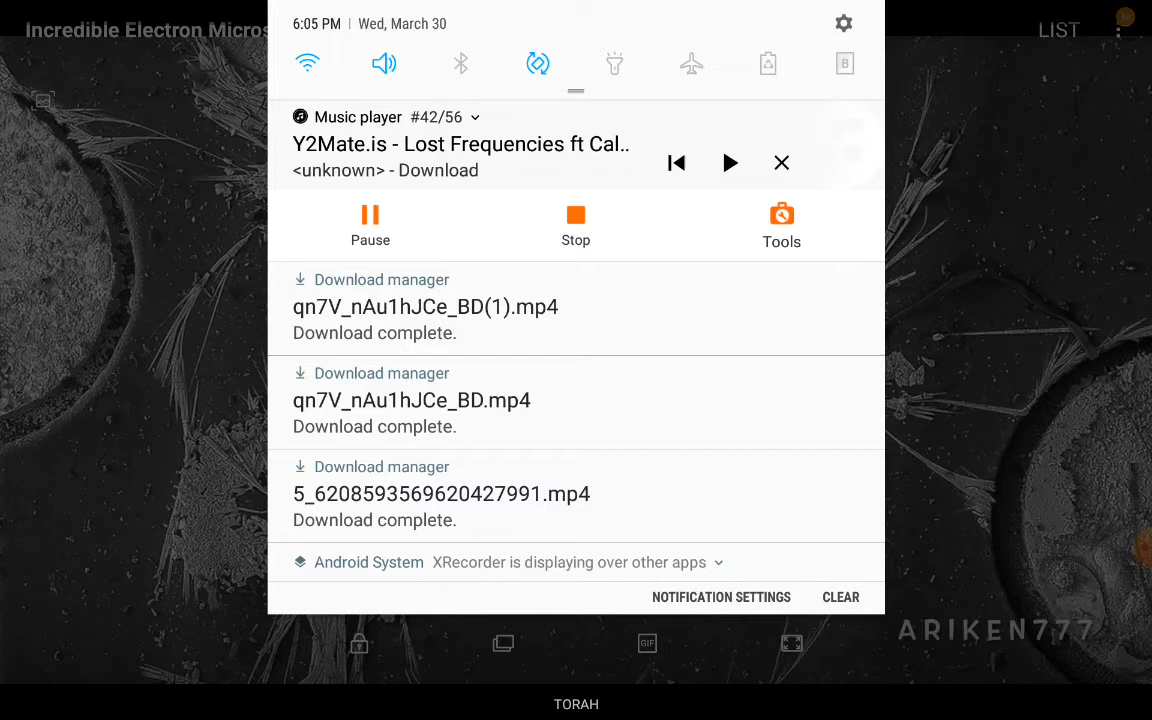 Incredible Electron Micros
LIST
6:05 PM | Wed, March 30
B
Music player #42/56
Y2Mate.is - Lost Frequencies ft Cal..
<unknown> - Download
Pause
Stop
Tools
Download manager
qn7V_nAu1hJCe_BD(1).mp4
Download complete.
Download manager
qn7V_nAu1hJCe_BD.mp4
Download complete.
Download manager
5_6208593569620427991.mp4
Download complete.
Android System XRecorder is displaying over other apps
NOTIFICATION SETTINGS
CLEAR
ARIKEN777
GIF
TORAH